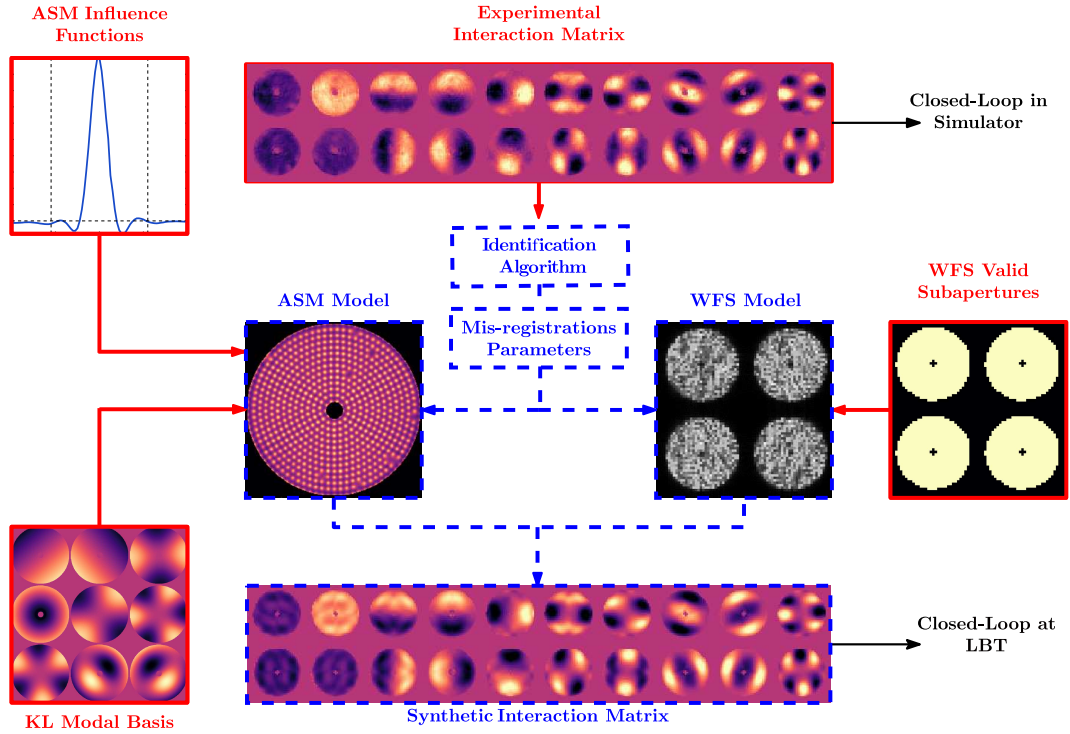 ASM Influence
Functions
Experimental
Interaction Matrix
Closed-Loop in
Simulator
Identification
Algorithm
ASM Model
WFS Model
WFS Valid
Subapertures
Mis-registrations
Parameters
KL Modal Basis
Synthetic Interaction Matrix
Closed-Loop at
LBT